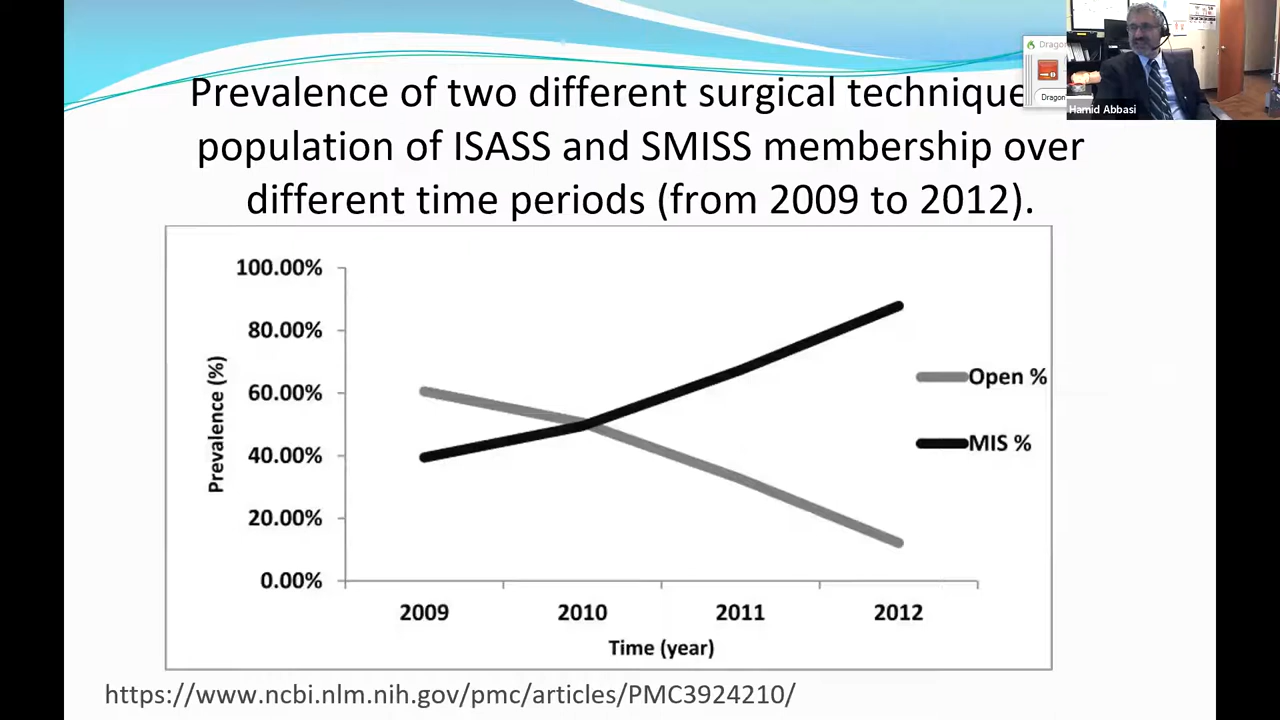 Prevalence of two different surgical technique
population of ISASS and SMISS membership over
different time periods (from 2009 to 2012).
Dragon
Dragon
Hamid Abbasi
100.00%
80.00%
60.00%
40.00%
20.00%
0.00%
Prevalence (%)
Open %
MIS %
2009 2010 2011 2012
Time (year)
https://www.ncbi.nlm.nih.gov/pmc/articles/PMC3924210/